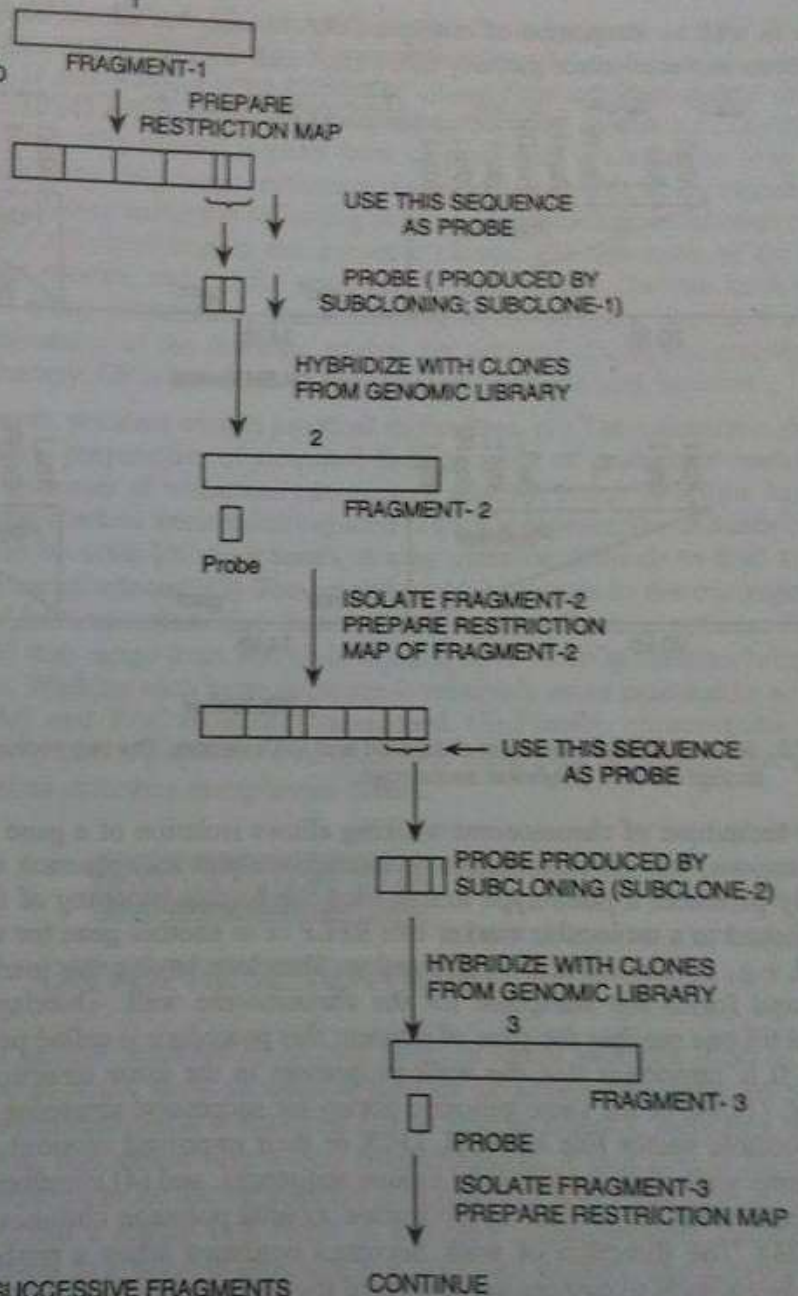 FRAGMENT-1
PREPARE
RESTRICTION MAP
USE THIS SEQUENCE
AS PROBE
PROBE ( PRODUCED BY
SUBCLONING; SUBCLONE-1)
HYBRIDIZE WITH CLONES
FROM GENOMIC LIBRARY
2
FRAGMENT- 2
Probe
ISOLATE FRAGMENT-2
PREPARE RESTRICTION
MAP OF FRAGMENT-2
USE THIS SEQUENCE
AS PROBE
PROBE PRODUCED BY
SUBCLONING (SUBCLONE-2)
HYBRIDIZE WITH CLONES
FROM GENOMIC LIBRARY
3
FRAGMENT- 3
PROBE
ISOLATE FRAGMENT-3
PREPARE RESTRICTION MAP
SUCCESSIVE FRAGMENTS CONTINUE